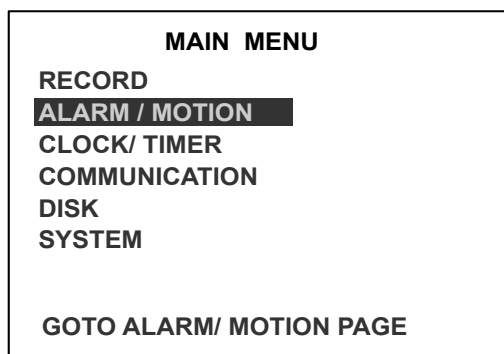 MAIN MENU
RECORD
ALARM / MOTION
CLOCK/ TIMER
COMMUNICATION
DISK
SYSTEM
GOTO ALARM/ MOTION PAGE